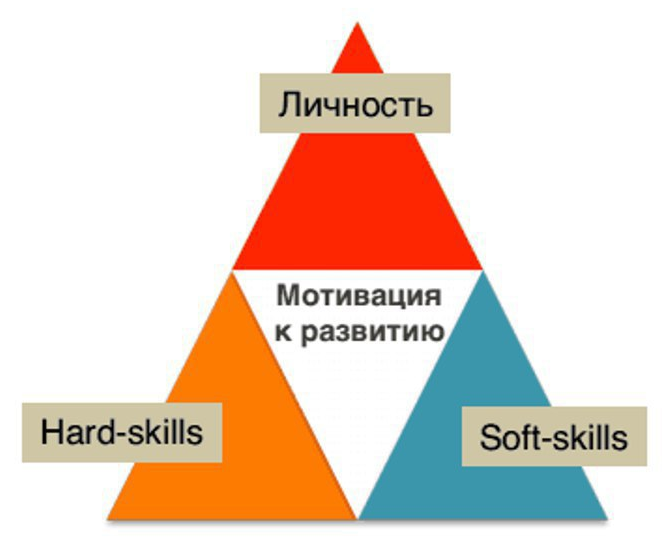 Личность
Мотивация
к развитию
Hard-skills
Soft-skills